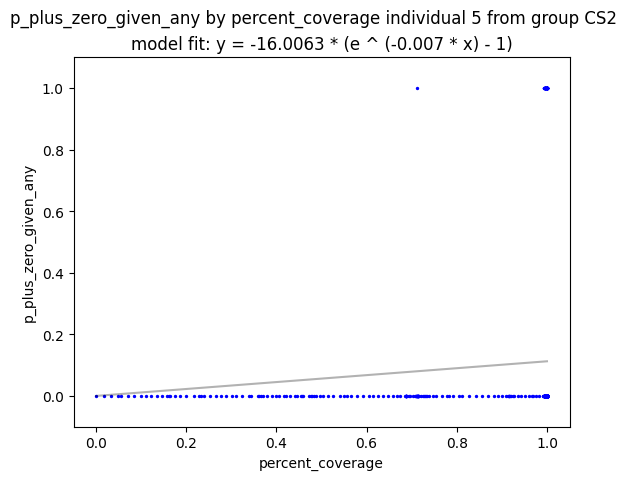 p_plus_zero_given_any by percent_coverage individual 5 from group CS2
model fit: y = -16.0063 * (e ^ (-0.007 * x) - 1)
1.0
0.8
0.6
0.4
0.2
0.0
p_plus_zero_given_any
0.0 0.2 0.4 0.6 0.8 1.0
percent_coverage